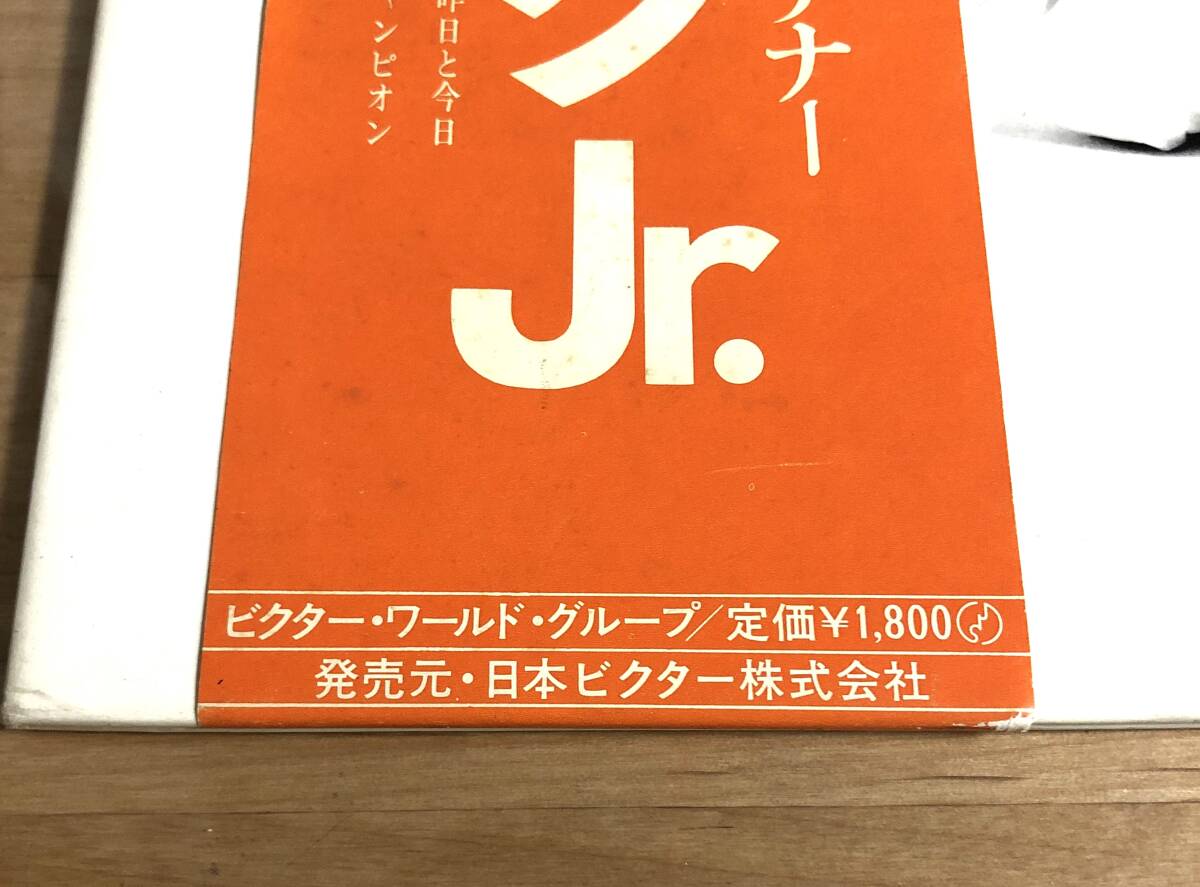 ナー
Jr.
昨日と今日
ャンピオン
ビクター・ワールド・グループ/定価¥1,800
発売元・日本ビクター株式会社